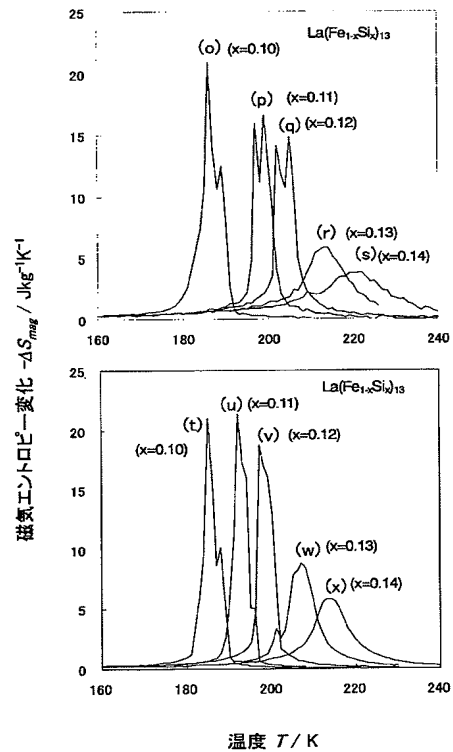 La(Fe1-xSix)13
(o) (x=0.10)
(p) (x=0.11)
(q) (x=0.12)
(r) (x=0.13)
(s) (x=0.14)
25
20
15
10
5
0
160 180 190 200 210 220 240
La(Fe1-xSix)13
(t)
(x=0.10)
(u) (x=0.11)
(v) (x=0.12)
(w) (x=0.13)
(x) (x=0.14)
25
20
15
10
5
0
160 180 200 220 240
磁気エントロピー変化 -ΔSmag / Jkg⁻¹K⁻¹
温度 T / K